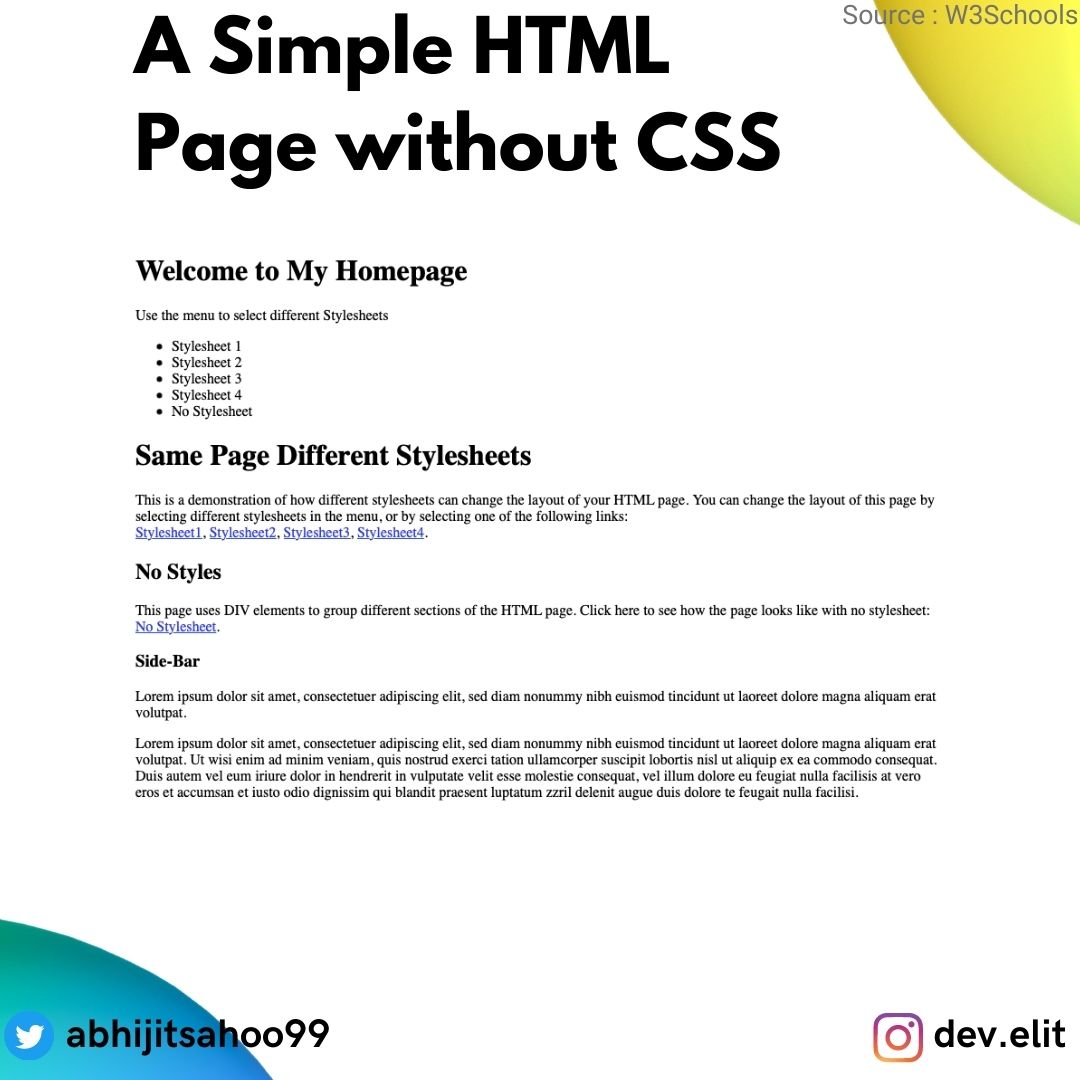 Source : W3Schools
A Simple HTML
Page without CSS
Welcome to My Homepage
Use the menu to select different Stylesheets
• Stylesheet 1
• Stylesheet 2
• Stylesheet 3
• Stylesheet 4
• No Stylesheet
Same Page Different Stylesheets
This is a demonstration of how different stylesheets can change the layout of your HTML page. You can change the layout of this page by
selecting different stylesheets in the menu, or by selecting one of the following links:
Stylesheet1, Stylesheet2, Stylesheet3, Stylesheet4.
No Styles
This page uses DIV elements to group different sections of the HTML page. Click here to see how the page looks like with no stylesheet:
No Stylesheet.
Side-Bar
Lorem ipsum dolor sit amet, consectetuer adipiscing elit, sed diam nonummy nibh euismod tincidunt ut laoreet dolore magna aliquam erat
volutpat.
Lorem ipsum dolor sit amet, consectetuer adipiscing elit, sed diam nonummy nibh euismod tincidunt ut laoreet dolore magna aliquam erat
volutpat. Ut wisi enim ad minim veniam, quis nostrud exerci tation ullamcorper suscipit lobortis nisl ut aliquip ex ea commodo consequat.
Duis autem vel eum iriure dolor in hendrerit in vulputate velit esse molestie consequat, vel illum dolore eu feugiat nulla facilisis at vero
eros et accumsan et iusto odio dignissim qui blandit praesent luptatum zzril delenit augue duis dolore te feugait nulla facilisi.
abhijitsahoo99
dev.elit